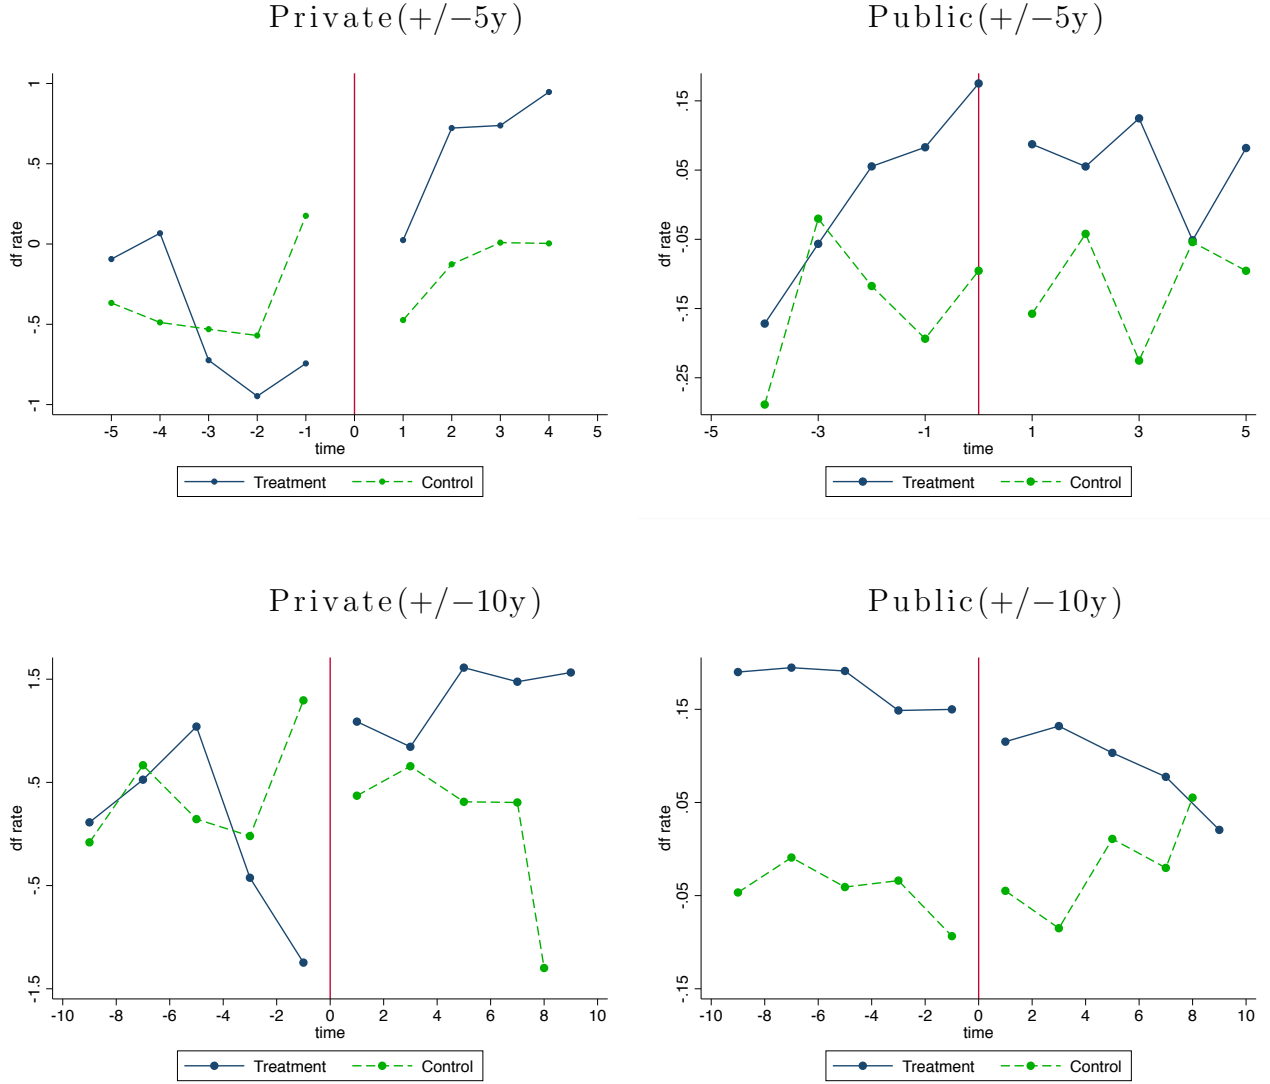 Private(+/−5y)
1
.5
0
-.5
-1
df rate
-5 -4 -3 -2 -1 0 1 2 3 4 5
time
Treatment Control
Public(+/−5y)
.15
.05
-.05
-.15
-.25
df rate
-5 -3 -1 1 3 5
time
Treatment Control
Private(+/−10y)
1.5
.5
-.5
-1.5
df rate
-10 -8 -6 -4 -2 0 2 4 6 8 10
time
Treatment Control
Public(+/−10y)
.15
.05
-.05
-.15
df rate
-10 -8 -6 -4 -2 0 2 4 6 8 10
time
Treatment Control